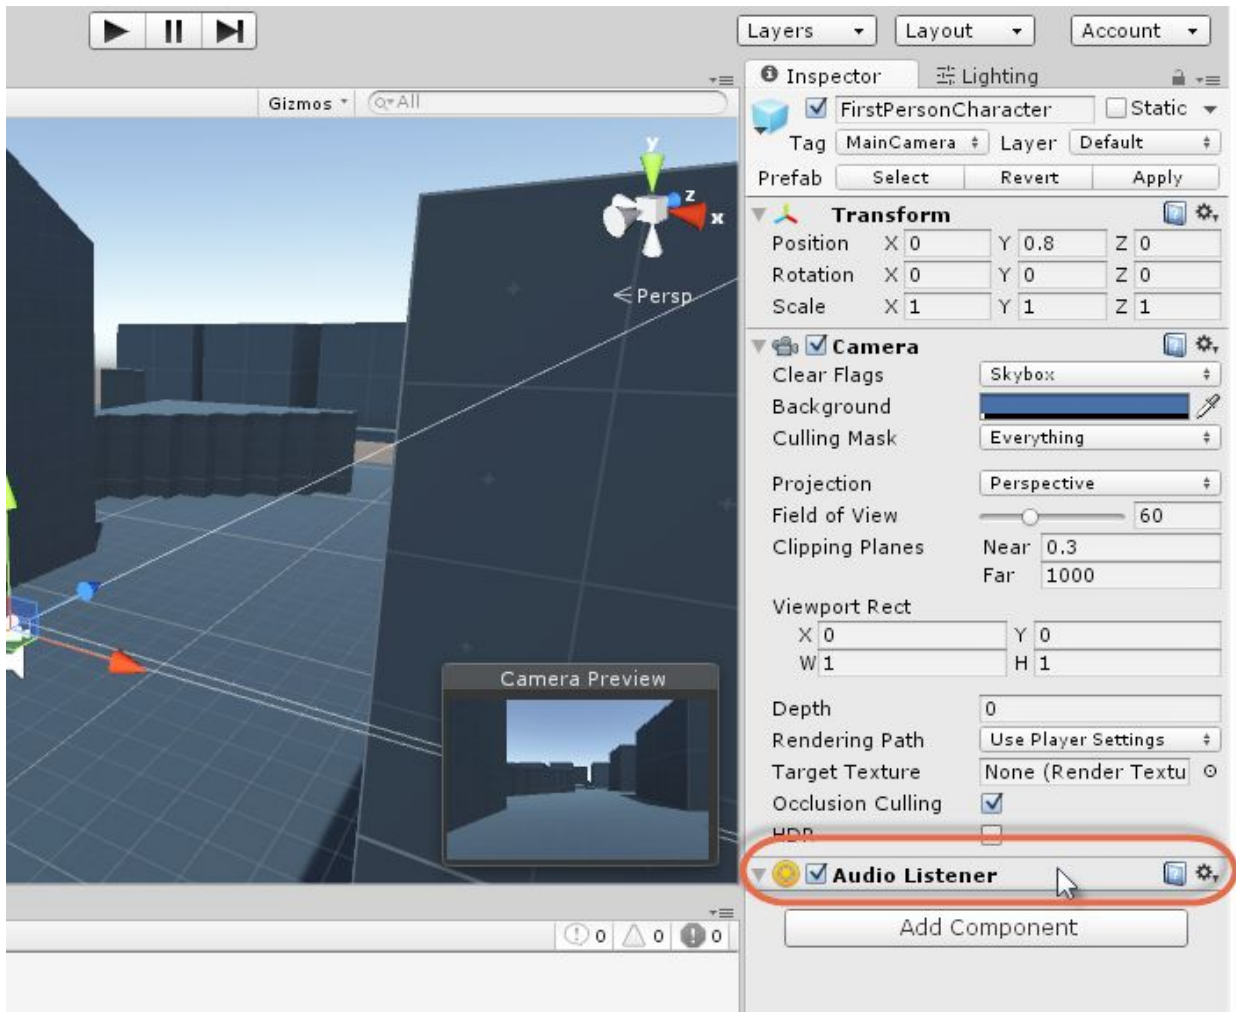 Layers Layout Account
Inspector Lighting
Gizmos All
FirstPersonCharacter Static
Tag MainCamera Layer Default
Prefab Select Revert Apply
Transform
Position X 0 Y 0.8 Z 0
Rotation X 0 Y 0 Z 0
Scale X 1 Y 1 Z 1
y
z
x
Persp
Camera
Clear Flags Skybox
Background
Culling Mask Everything
Projection Perspective
Field of View 60
Clipping Planes Near 0.3
Far 1000
Viewport Rect
X 0 Y 0
W 1 H 1
Camera Preview
Depth 0
Rendering Path Use Player Settings
Target Texture None (Render Textu
Occlusion Culling
HDR
Audio Listener
Add Component
0 0 0